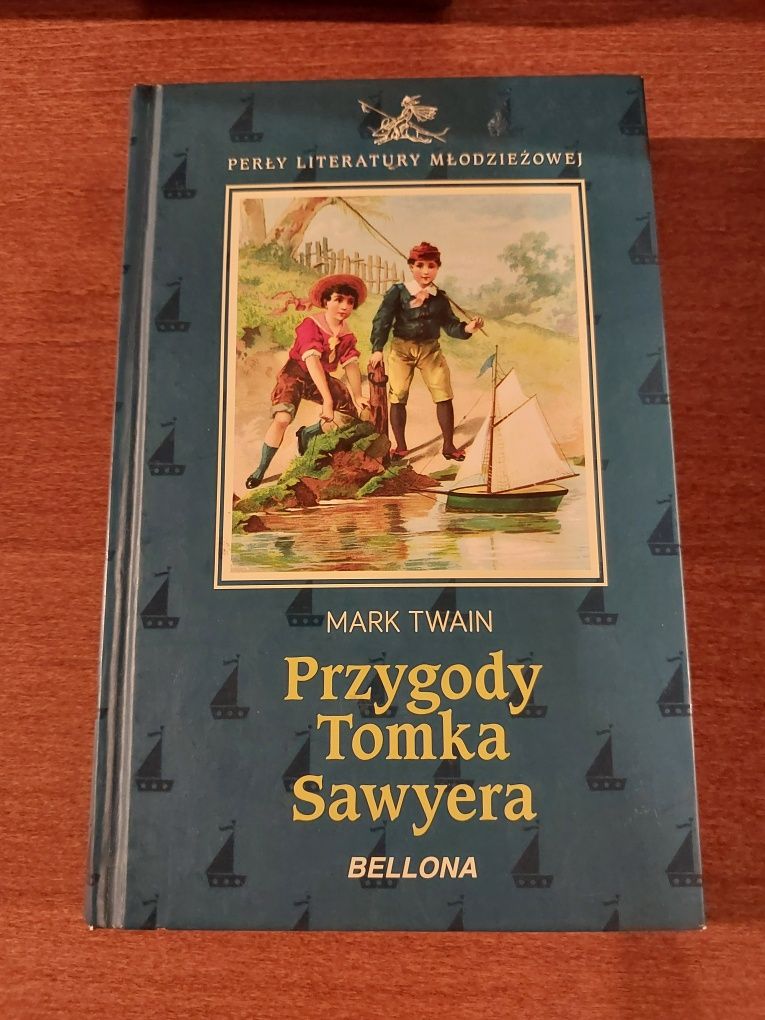 PERŁY LITERATURY MŁODZIEŻOWEJ
MARK TWAIN
Przygody
Tomka
Sawyera
BELLONA